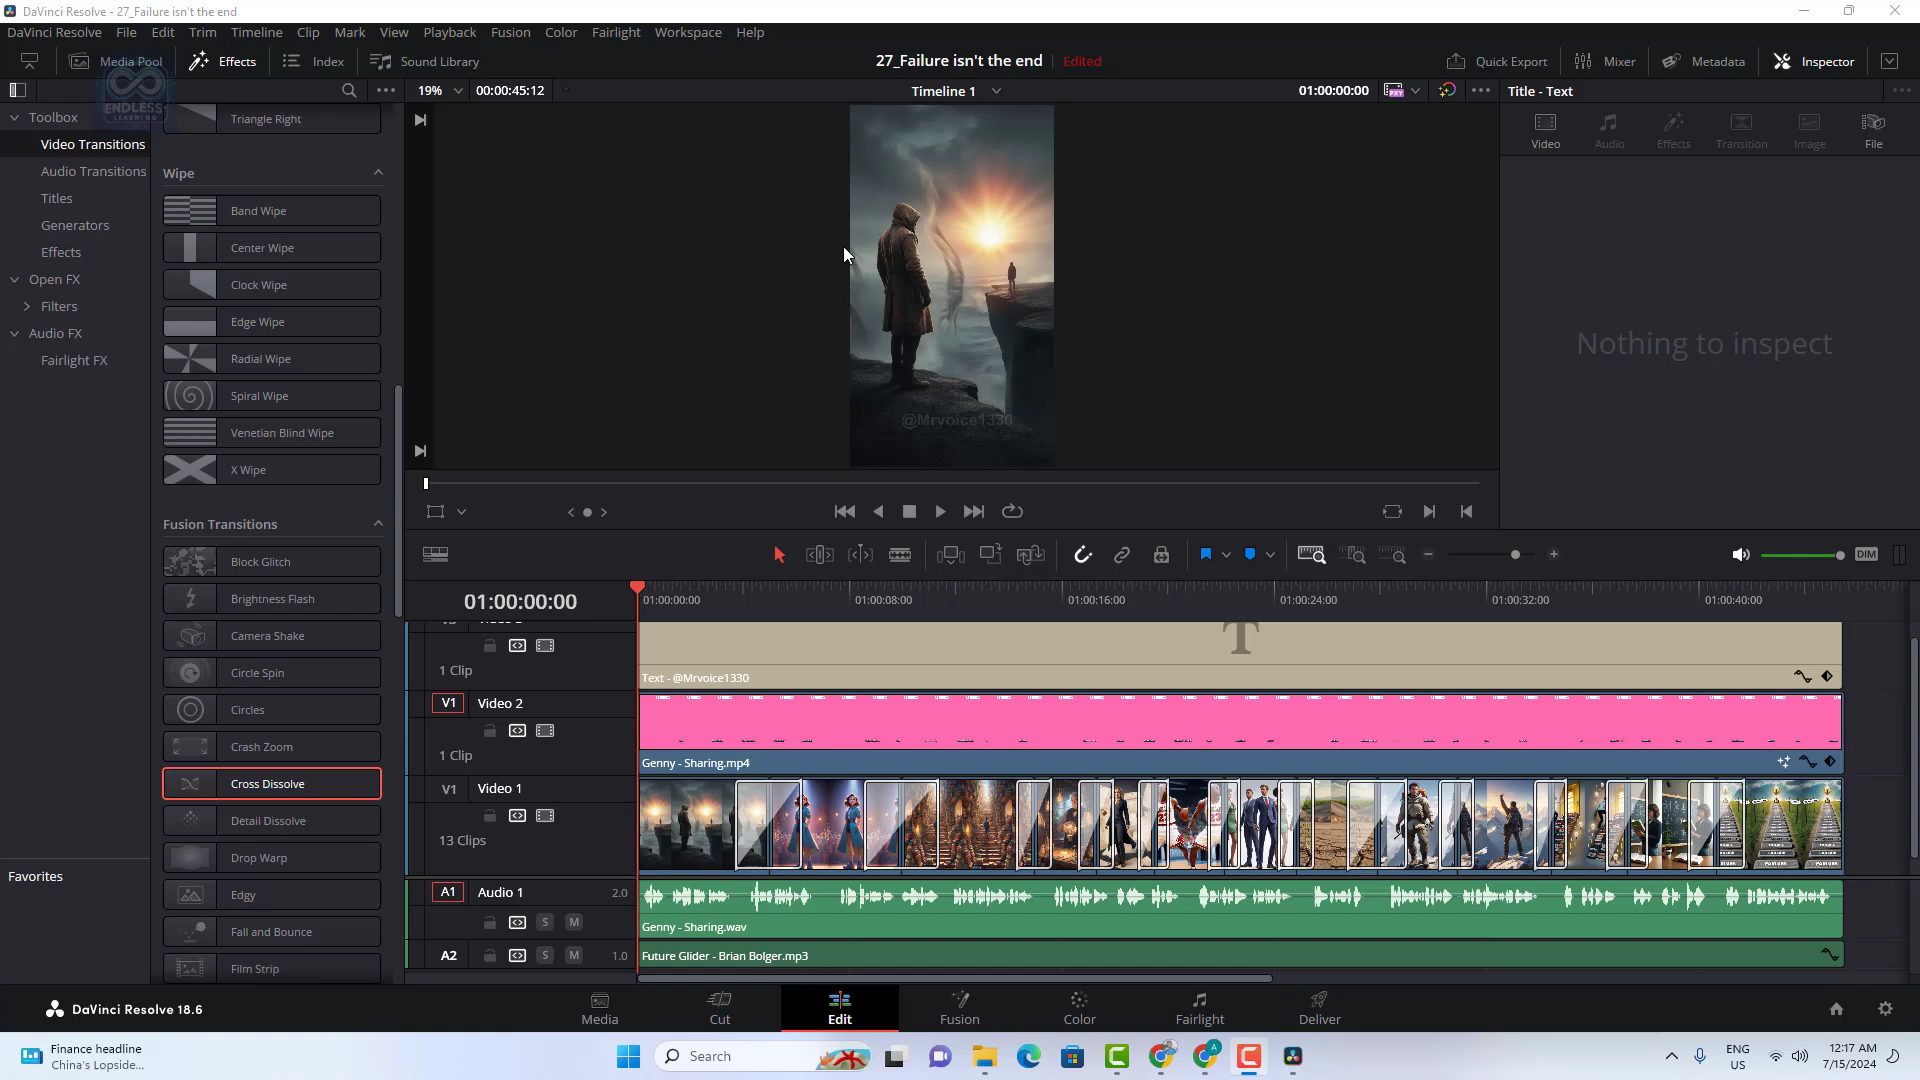 DaVinci Resolve - 27_Failure isn't the end
DaVinci Resolve File Edit Trim Timeline Clip Mark View Playback Fusion Color Fairlight Workspace Help
Media Pool Effects Index Sound Library 27_Failure isn't the end Edited Quick Export Mixer Metadata Inspector
ENDLESS
LEARNING
19% 00:00:45:12 Timeline 1 01:00:00:00 PXY Title - Text
Toolbox
Video Transitions
Audio Transitions
Titles
Generators
Effects
Open FX
Filters
Audio FX
Fairlight FX
Favorites
Triangle Right
Wipe
Band Wipe
Center Wipe
Clock Wipe
Edge Wipe
Radial Wipe
Spiral Wipe
Venetian Blind Wipe
X Wipe
Fusion Transitions
Block Glitch
Brightness Flash
Camera Shake
Circle Spin
Circles
Crash Zoom
Cross Dissolve
Detail Dissolve
Drop Warp
Edgy
Fall and Bounce
Film Strip
@Mrvoice1330
Video Audio Effects Transition Image File
Nothing to inspect
DIM
01:00:00:00
01:00:00:00 01:00:08:00 01:00:16:00 01:00:24:00 01:00:32:00 01:00:40:00
1 Clip
T
Text - @Mrvoice1330
V1 Video 2
1 Clip
Genny - Sharing.mp4
V1 Video 1
13 Clips
A1 Audio 1 2.0
S M
Genny - Sharing.wav
A2 S M 1.0
Future Glider - Brian Bolger.mp3
DaVinci Resolve 18.6
Media Cut Edit Fusion Color Fairlight Deliver
Finance headline
China's Lopside...
Search
A
ENG
US
12:17 AM
7/15/2024